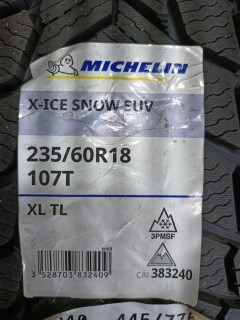 MICHELIN
X-ICE SNOW SUV
235/60R18
107T
XL TL
3PMSF
3 528703 832409
CAI 383240